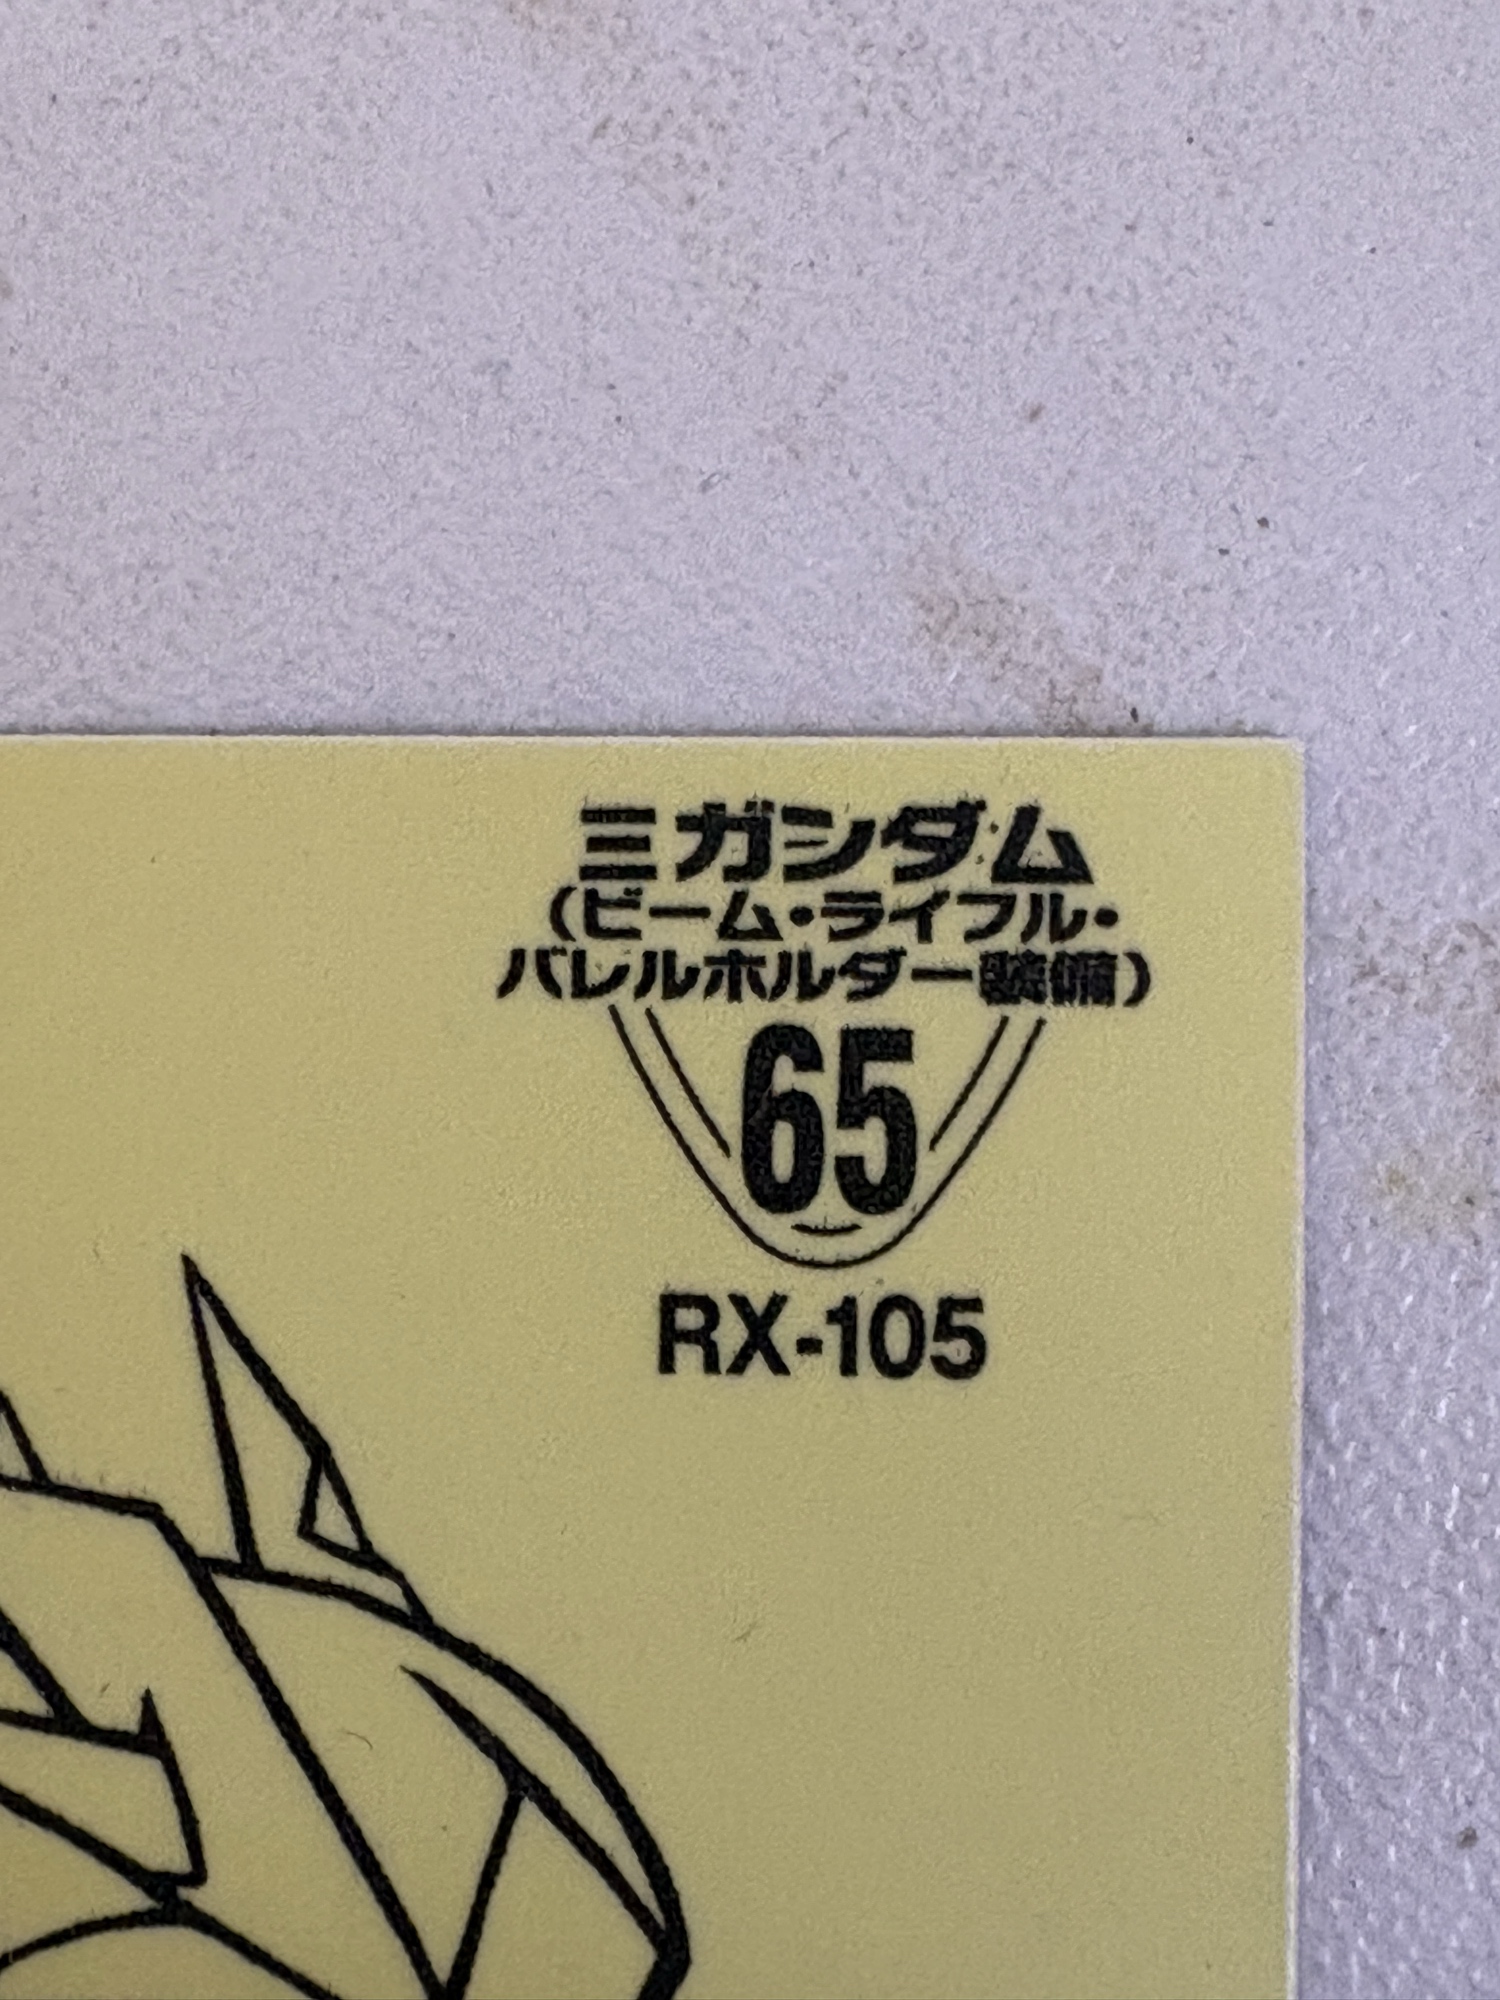 Ξガンダム
(ビーム・ライフル・
バレルホルダー装備)
65
RX-105